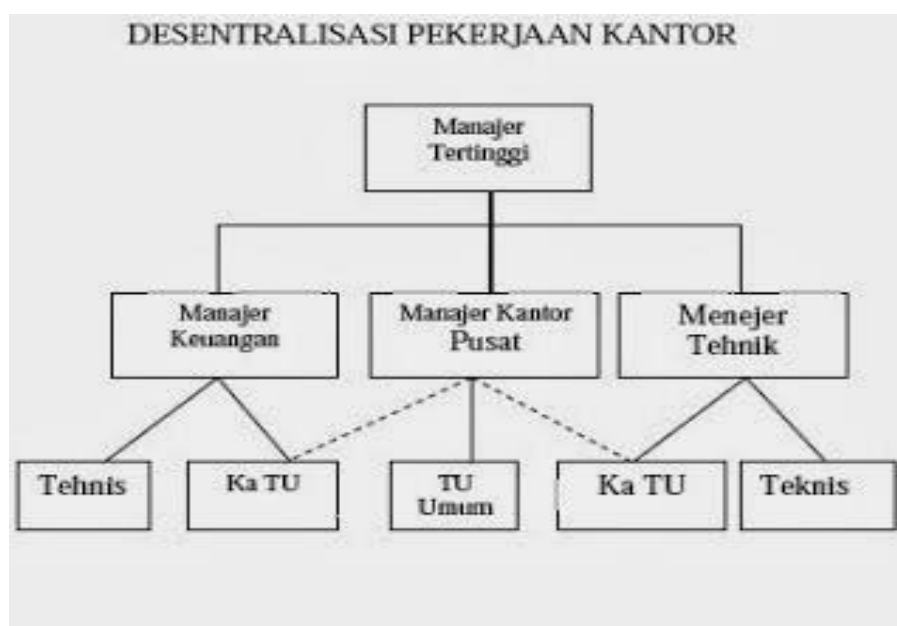 DESENTRALISASI PEKERJAAN KANTOR
Manajer
Tertinggi
Manajer
Keuangan
Manajer Kantor
Pusat
Menejer
Tehnik
Tehnis
Ka TU
TU
Umum
Ka TU
Teknis